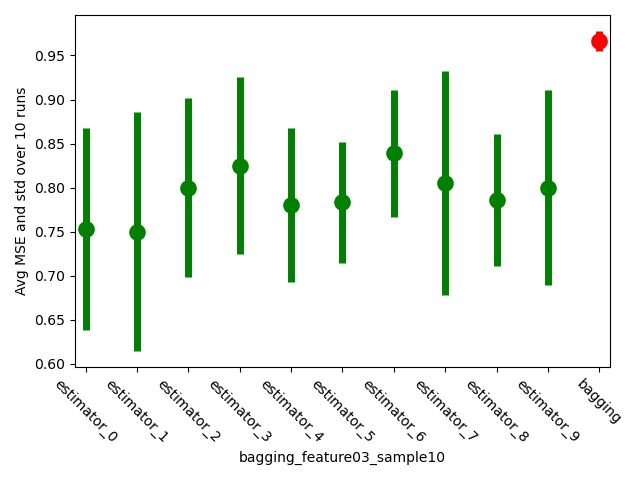 Avg MSE and std over 10 runs
0.95
0.90
0.85
0.80
0.75
0.70
0.65
0.60
estimator_0
estimator_1
estimator_2
estimator_3
estimator_4
estimator_5
estimator_6
estimator_7
estimator_8
estimator_9
bagging
bagging_feature03_sample10